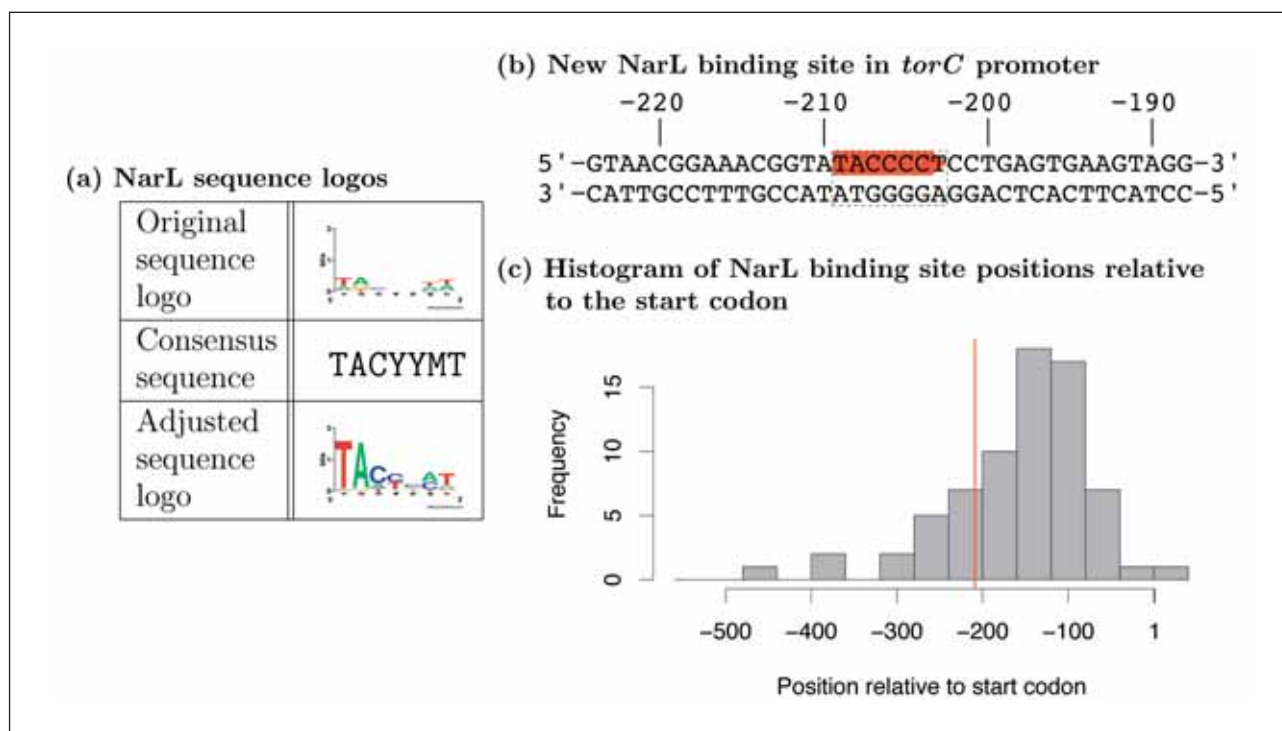 (a) NarL sequence logos
Original
sequence
logo
Consensus
sequence
TACYYMT
Adjusted
sequence
logo
(b) New NarL binding site in torC promoter
-220 -210 -200 -190
5'-GTAACGGAAACGGTATACCCCTCCTGAGTGAAGTAGG-3'
3'-CATTGCCTTTGCCATATGGGGAGGACTCACTTCATCC-5'
(c) Histogram of NarL binding site positions relative
to the start codon
Frequency
0 5 10 15
-500 -400 -300 -200 -100 1
Position relative to start codon